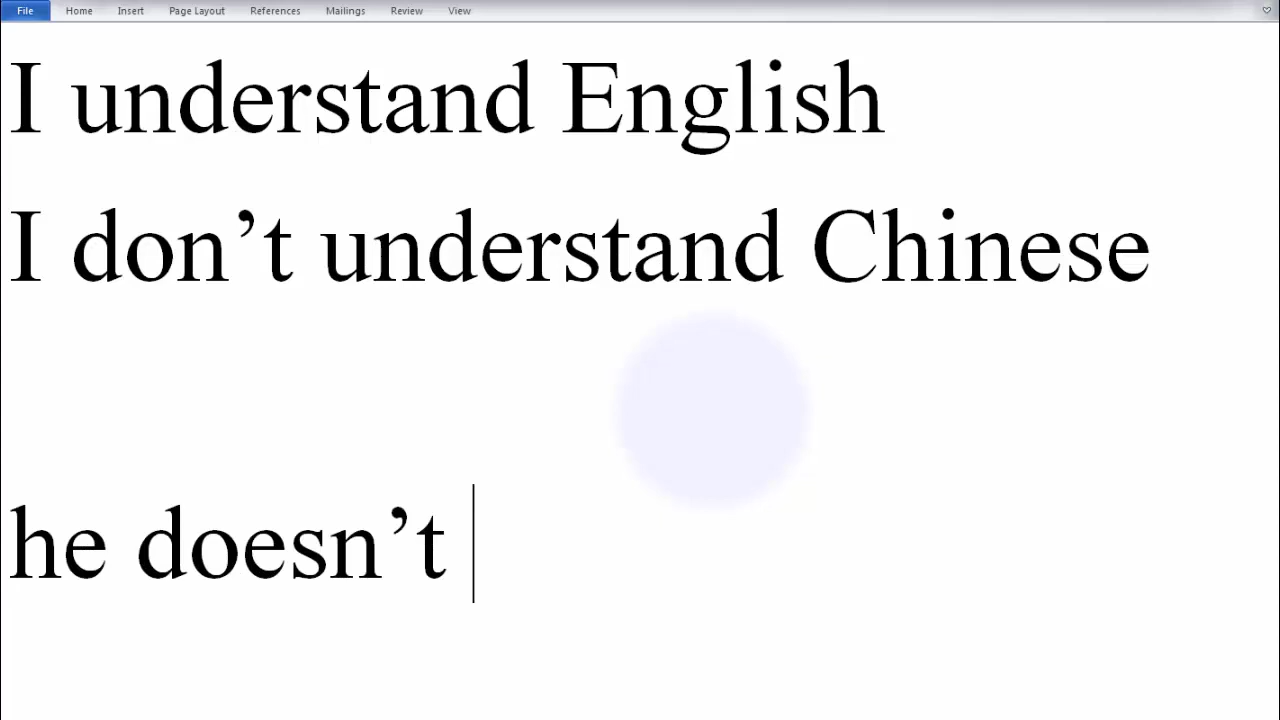 File Home Insert Page Layout References Mailings Review View
I understand English
I don’t understand Chinese
he doesn’t